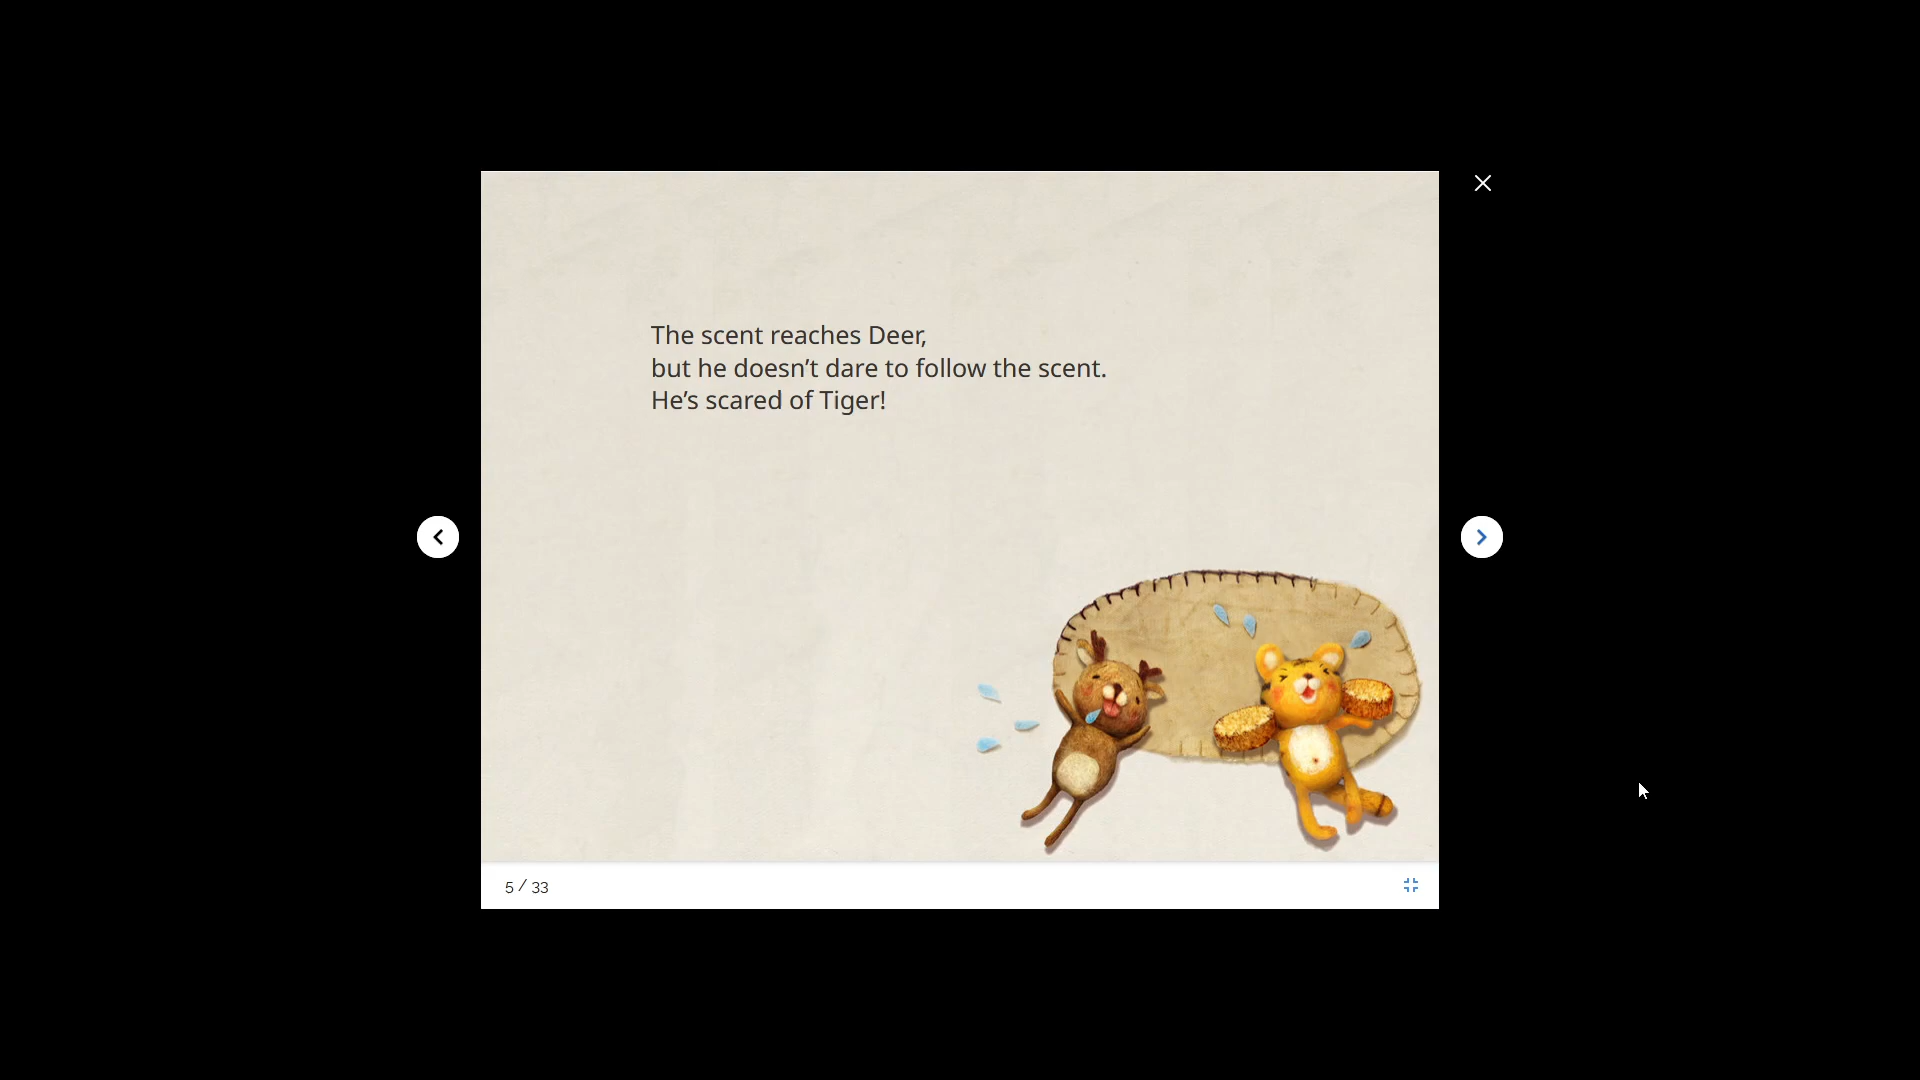 The scent reaches Deer,
but he doesn’t dare to follow the scent.
He’s scared of Tiger!
5 / 33